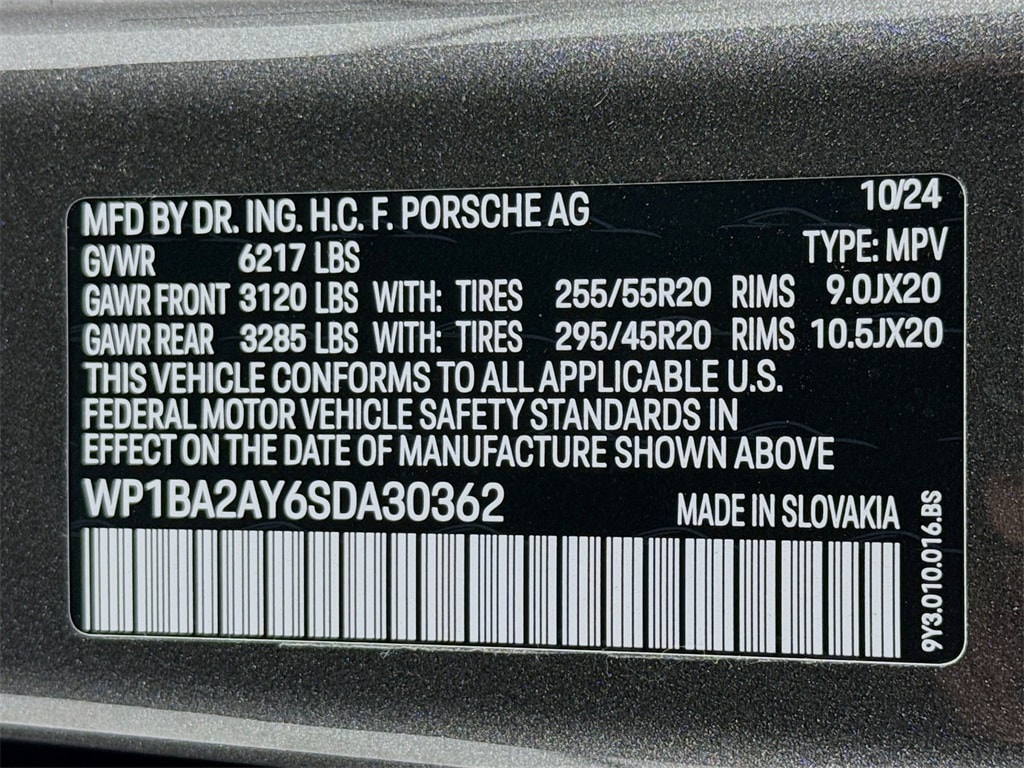 MFD BY DR. ING. H.C. F. PORSCHE AG 10/24
GVWR 6217 LBS TYPE: MPV
GAWR FRONT 3120 LBS WITH: TIRES 255/55R20 RIMS 9.0JX20
GAWR REAR 3285 LBS WITH: TIRES 295/45R20 RIMS 10.5JX20
THIS VEHICLE CONFORMS TO ALL APPLICABLE U.S.
FEDERAL MOTOR VEHICLE SAFETY STANDARDS IN
EFFECT ON THE DATE OF MANUFACTURE SHOWN ABOVE
WP1BA2AY6SDA30362 MADE IN SLOVAKIA
9Y3.010.016.BS